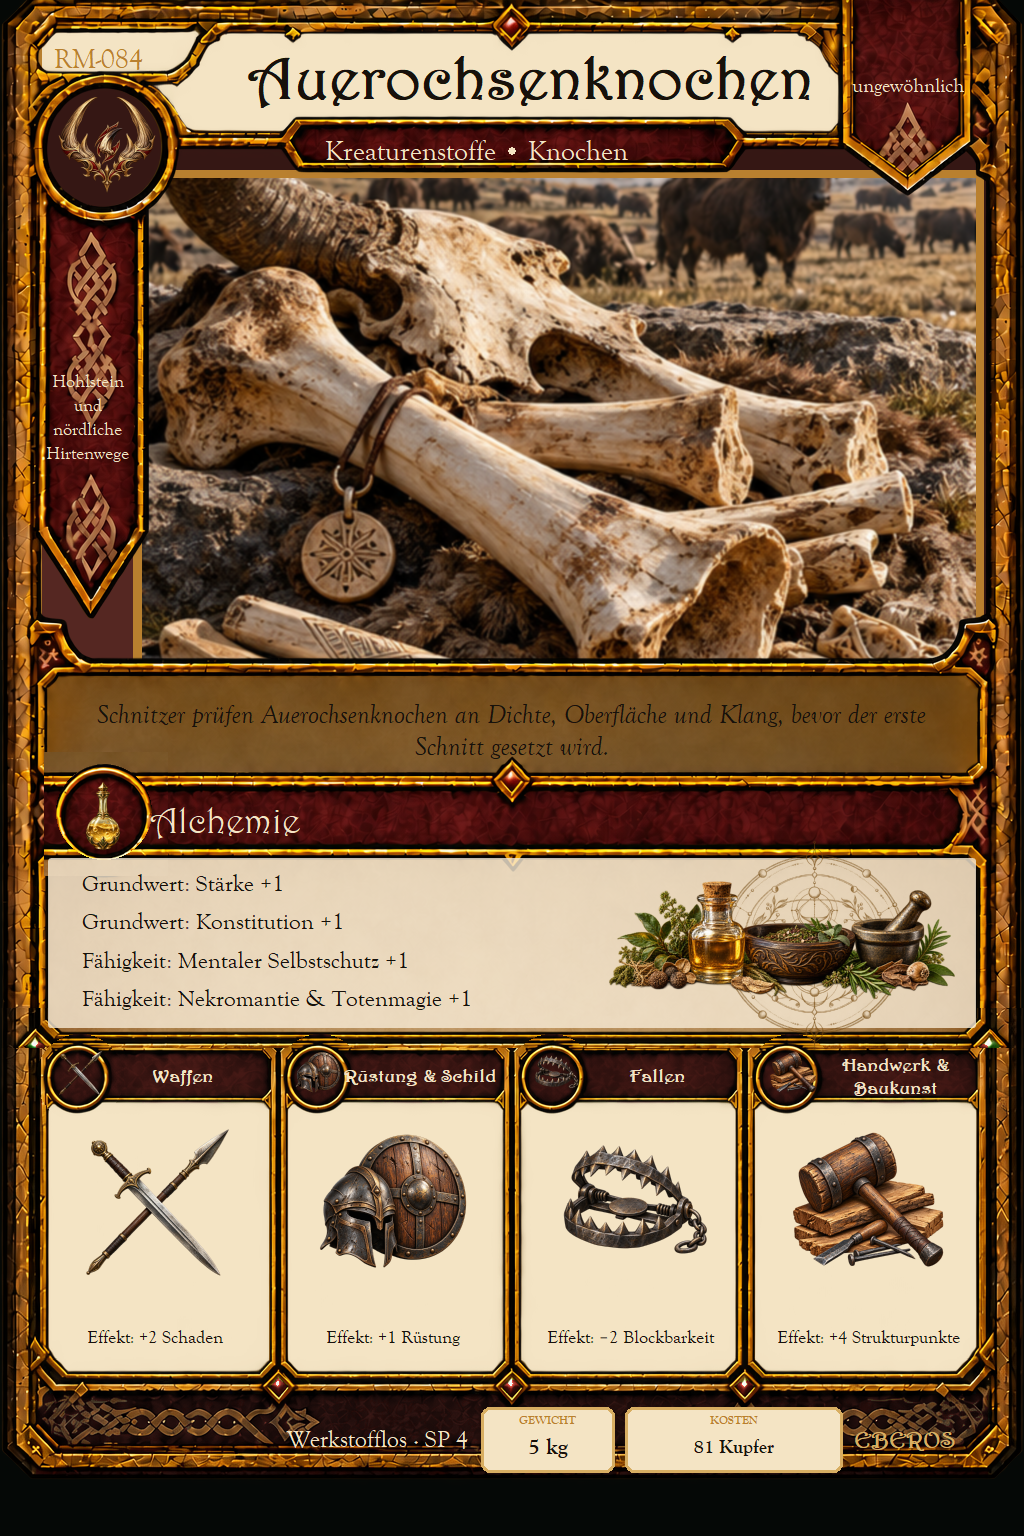 RM-084
Auerochsenknochen
ungewöhnlich
Kreaturenstoffe • Knochen
Hohlstein
und
nördliche
Hirtenwege
Schnitzer prüfen Auerochsenknochen an Dichte, Oberfläche und Klang, bevor der erste
Schnitt gesetzt wird.
Alchemie
Grundwert: Stärke +1
Grundwert: Konstitution +1
Fähigkeit: Mentaler Selbstschutz +1
Fähigkeit: Nekromantie & Totenmagie +1
Waffen
Rüstung & Schild
Fallen
Handwerk &
Baukunst
Effekt: +2 Schaden
Effekt: +1 Rüstung
Effekt: −2 Blockbarkeit
Effekt: +4 Strukturpunkte
Werkstofflos · SP 4
GEWICHT
5 kg
KOSTEN
81 Kupfer
EBEROS